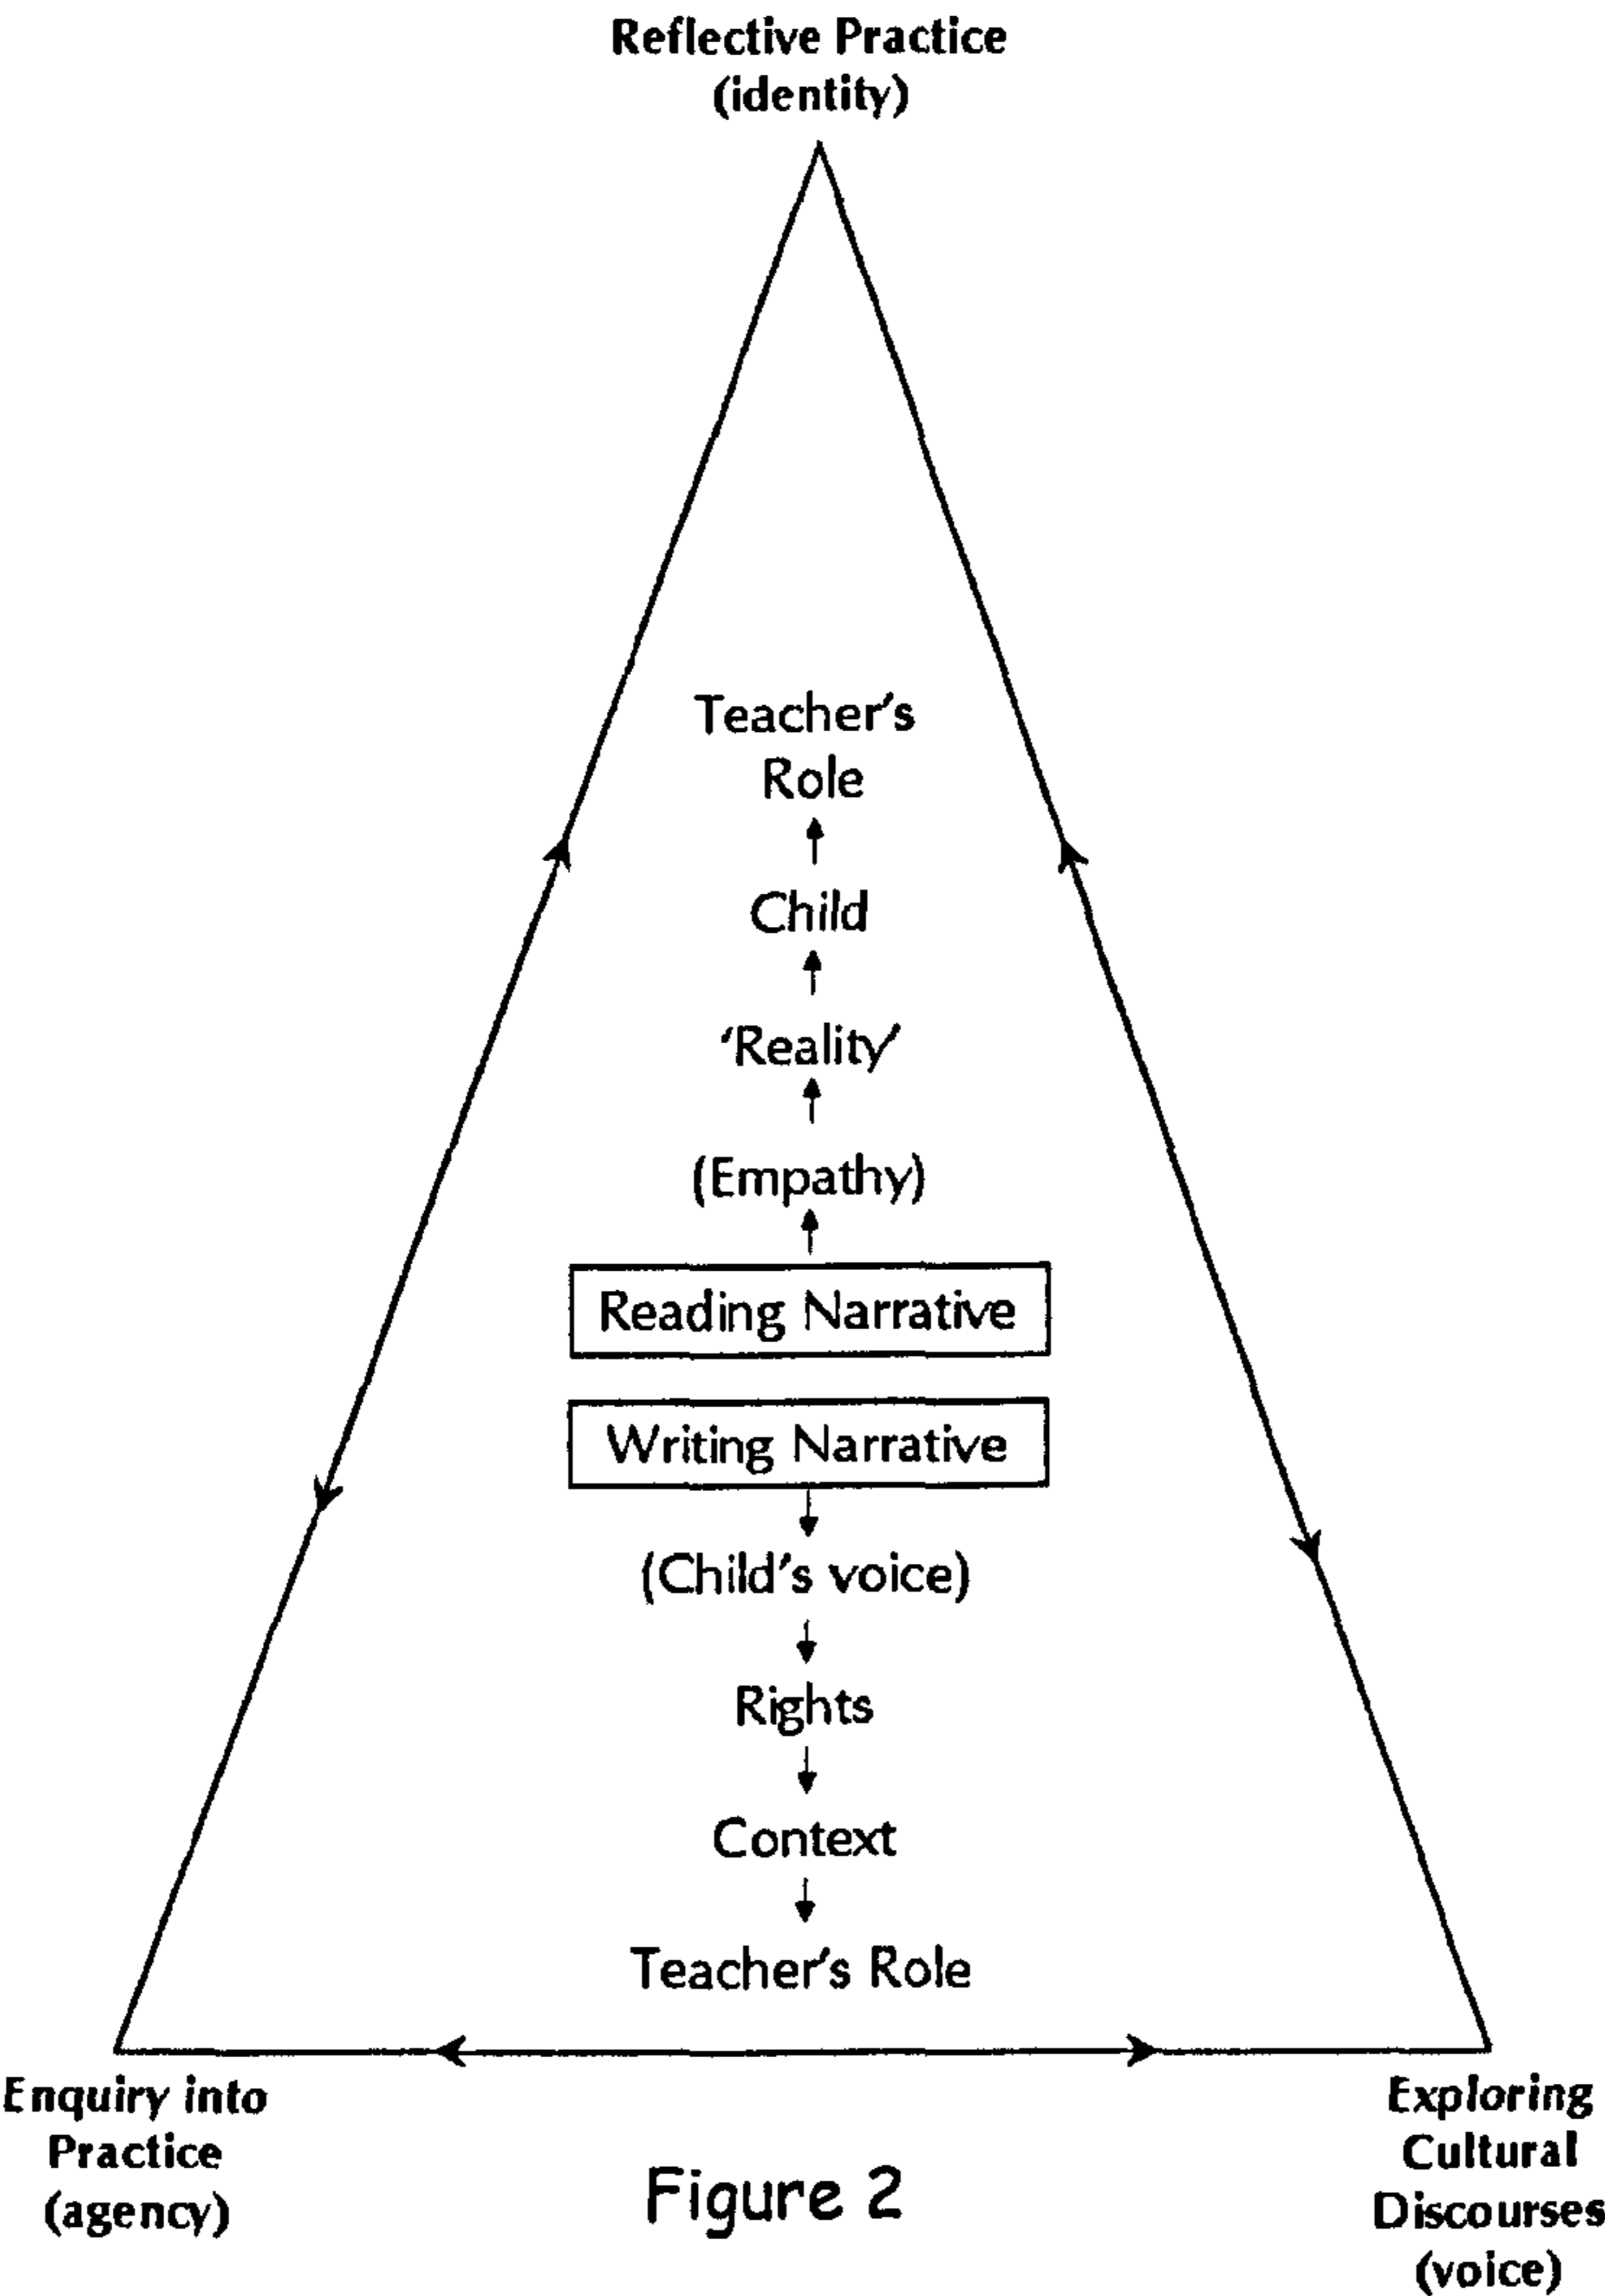 Reflective Practice
(identity)
Teacher's
Role
Child
'Reality'
(Empathy)
Reading Narrative
Writing Narrative
(Child's voice)
Rights
Context
Teacher's Role
Enquiry into
Practice
(agency)
Exploring
Cultural
Discourses
(voice)
Figure 2